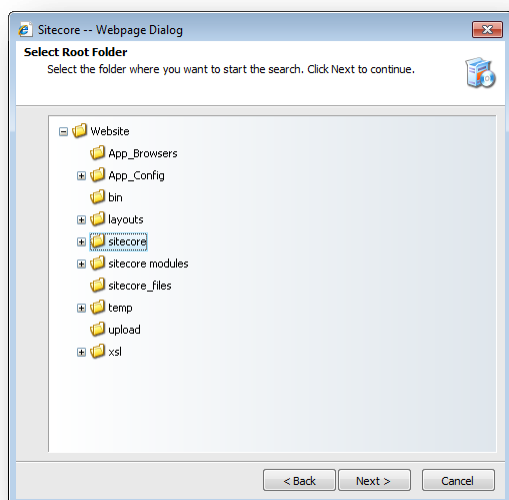 Sitecore -- Webpage Dialog
Select Root Folder
Select the folder where you want to start the search. Click Next to continue.
Website
App_Browsers
App_Config
bin
layouts
sitecore
sitecore modules
sitecore_files
temp
upload
xsl
< Back Next > Cancel